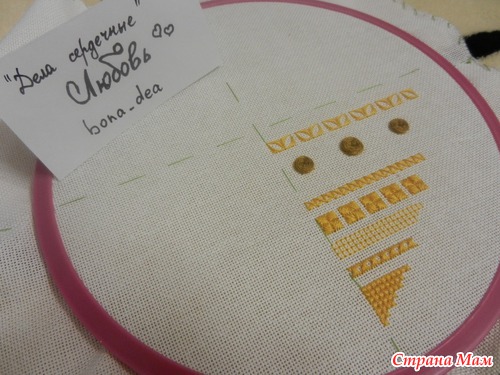 "Дела сердечные"
Любовь
bona_dea
Страна Мам